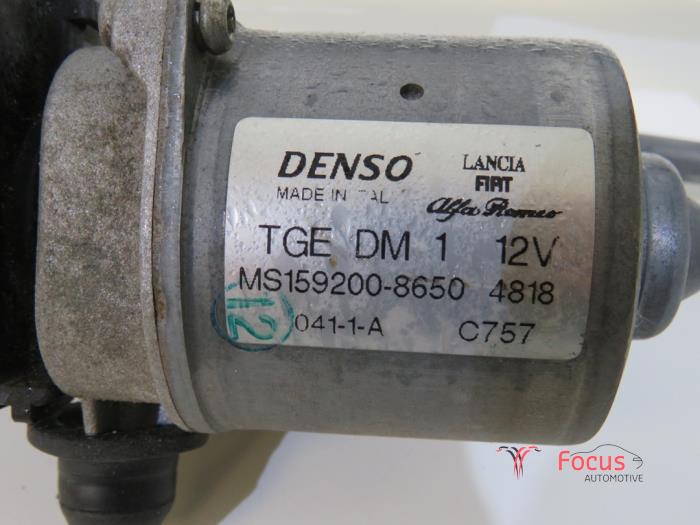 DENSO LANCIA
FIAT
MADE IN Alfa Romeo
TGE DM 1 12V
MS159200-8650 4818
12 041-1-A C757
Focus
AUTOMOTIVE